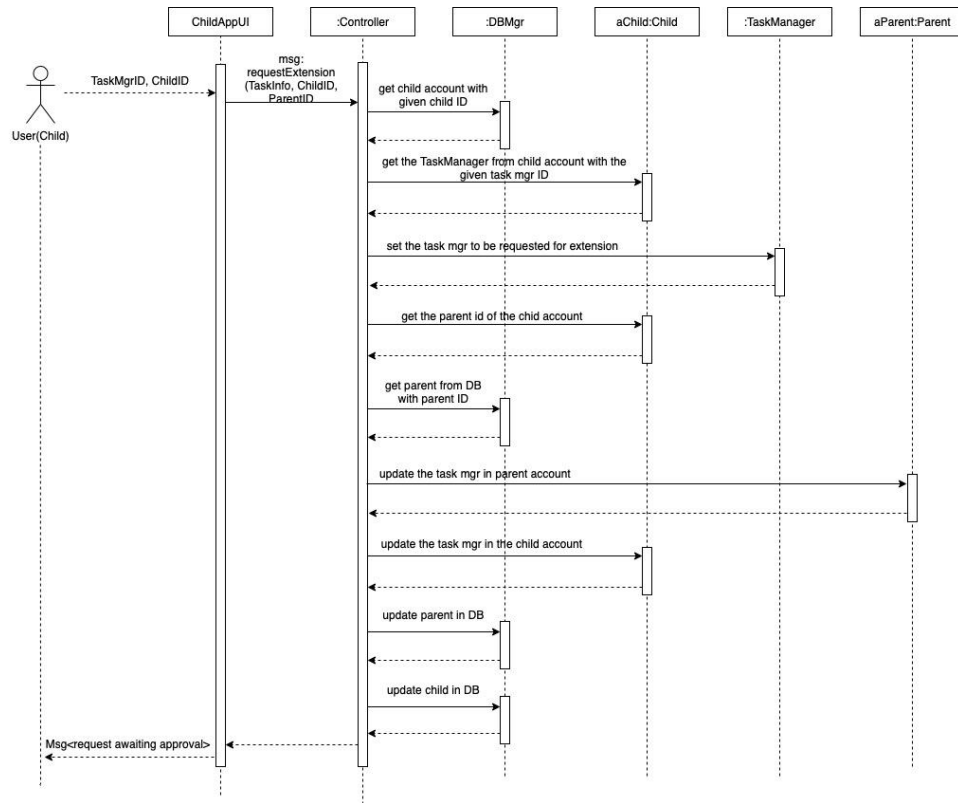 ChildAppUI
:Controller
:DBMgr
aChild:Child
:TaskManager
aParent:Parent
TaskMgrID, ChildID
User(Child)
msg:
requestExtension
(TaskInfo, ChildID,
ParentID
get child account with
given child ID
get the TaskManager from child account with the
given task mgr ID
set the task mgr to be requested for extension
get the parent id of the chid account
get parent from DB
with parent ID
update the task mgr in parent account
update the task mgr in the child account
update parent in DB
update child in DB
Msg<request awaiting approval>